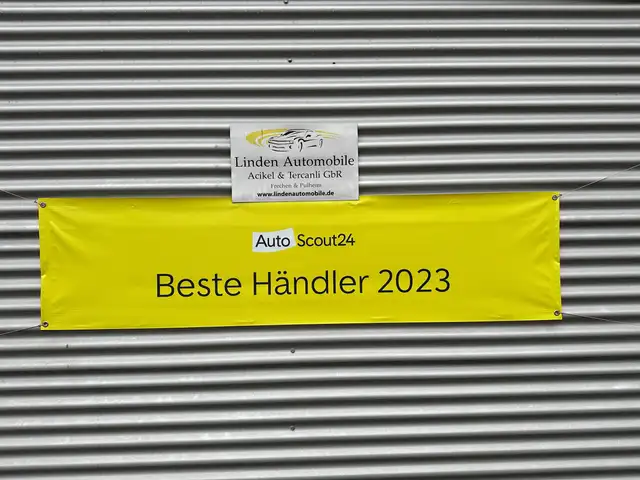 Linden Automobile
Acikel & Tercanli GbR
Frechen & Pulheim
www.lindenautomobile.de
Auto Scout24
Beste Händler 2023